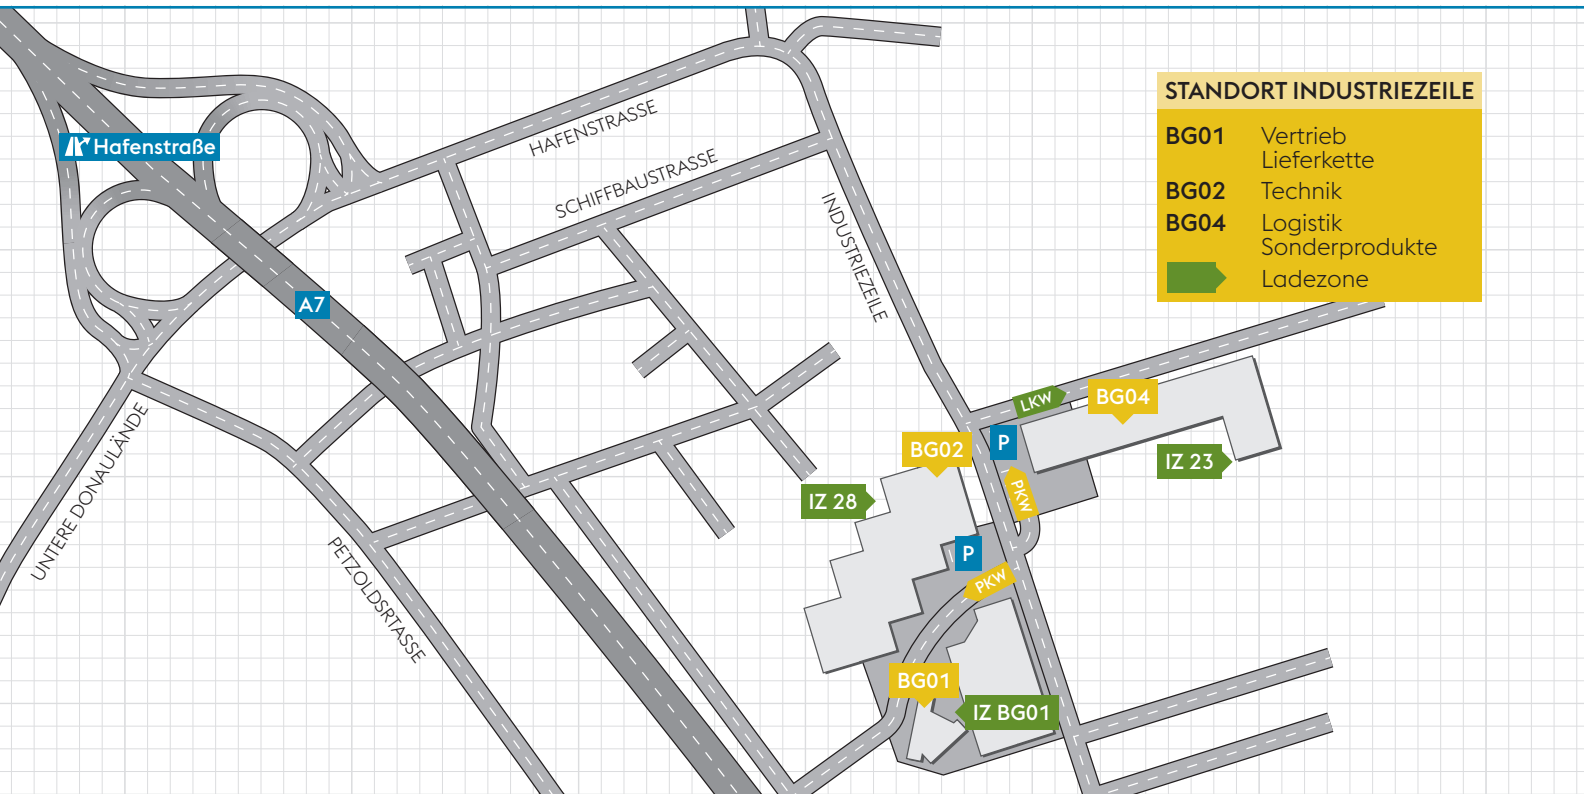 Hafenstraße
A7
HAFENSTRASSE
SCHIFFBAUSTRASSE
INDUSTRIEZEILE
UNTERE DONAULÄNDE
PETZOLDSRTASSE
STANDORT INDUSTRIEZEILE
BG01 Vertrieb
Lieferkette
BG02 Technik
BG04 Logistik
Sonderprodukte
Ladezone
LKW
BG04
P
BG02
IZ 23
PKW
IZ 28
P
PKW
BG01
IZ BG01